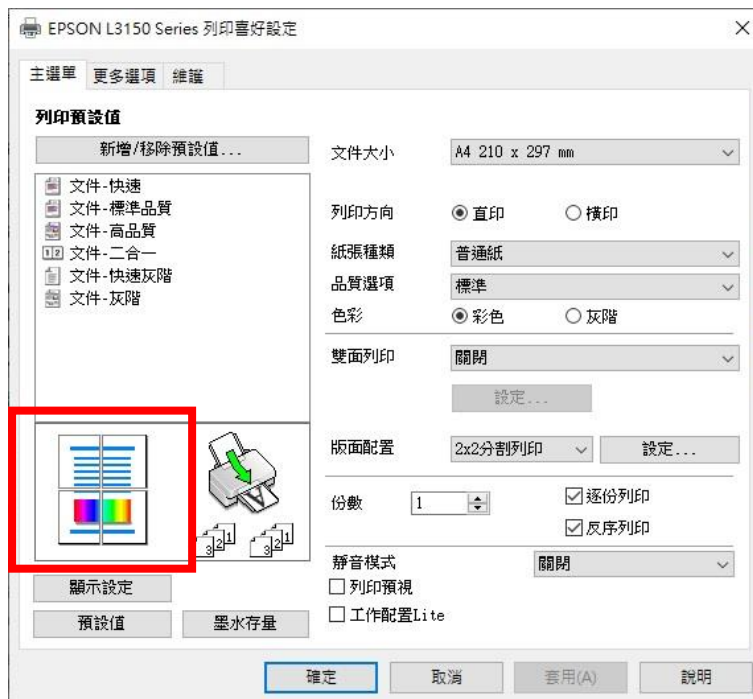 EPSON L3150 Series 列印喜好設定
主選單 更多選項 維護
列印預設值
新增/移除預設值...
文件-快速
文件-標準品質
文件-高品質
12 文件-二合一
文件-快速灰階
文件-灰階
321 321
顯示設定
預設值 墨水存量
文件大小 A4 210 x 297 mm
列印方向 直印 橫印
紙張種類 普通紙
品質選項 標準
色彩 彩色 灰階
雙面列印 關閉
設定...
版面配置 2x2分割列印 設定...
份數 1 逐份列印
反序列印
靜音模式 關閉
列印預視
工作配置Lite
確定 取消 套用(A) 說明